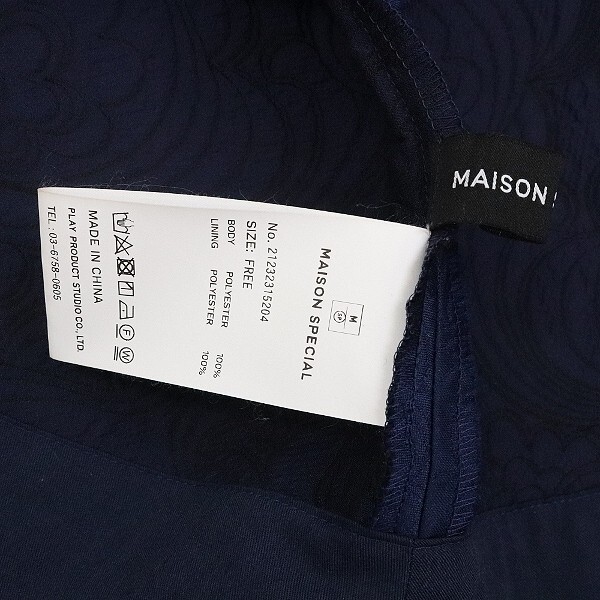 MAISON S
M
SP
MAISON SPECIAL
No. 21232315204
SIZE: FREE
BODY POLYESTER 100%
LINING POLYESTER 100%
F
W
MADE IN CHINA
PLAY PRODUCT STUDIO CO., LTD.
TEL : 03-6758-0605